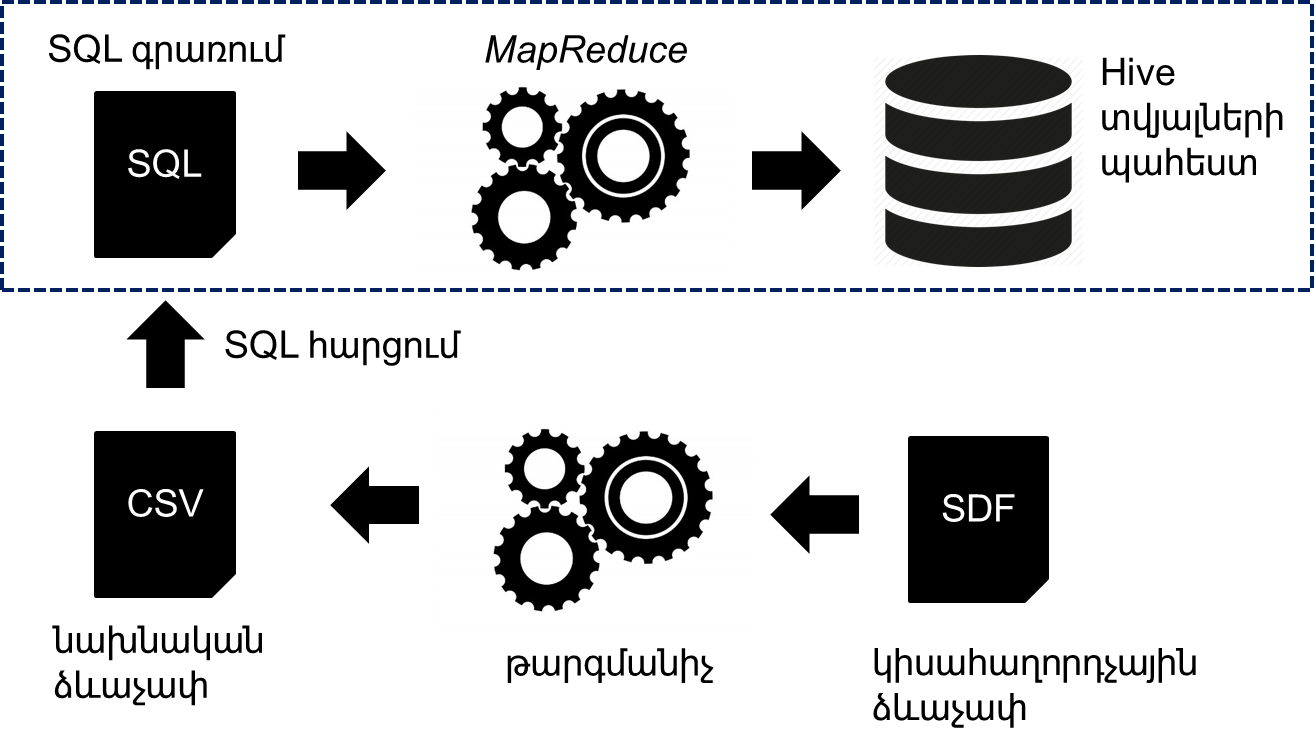 SQL գրառում
MapReduce
SQL
Hive
տվյալների
պահեստ
SQL հարցում
CSV
SDF
նախնական
ձևաչափ
թարգմանիչ
կիսահաղորդչային
ձևաչափ